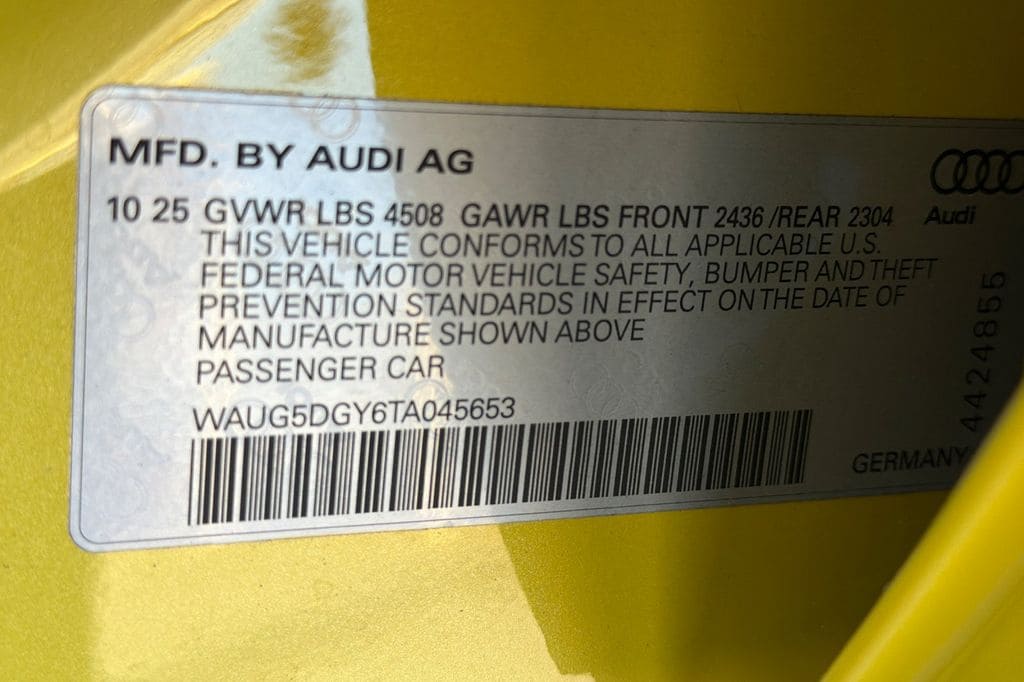 MFD. BY AUDI AG
10 25 GVWR LBS 4508 GAWR LBS FRONT 2436 /REAR 2304
Audi
THIS VEHICLE CONFORMS TO ALL APPLICABLE U.S.
FEDERAL MOTOR VEHICLE SAFETY, BUMPER AND THEFT
PREVENTION STANDARDS IN EFFECT ON THE DATE OF
MANUFACTURE SHOWN ABOVE
PASSENGER CAR
WAUG5DGY6TA045653
GERMANY
4424855